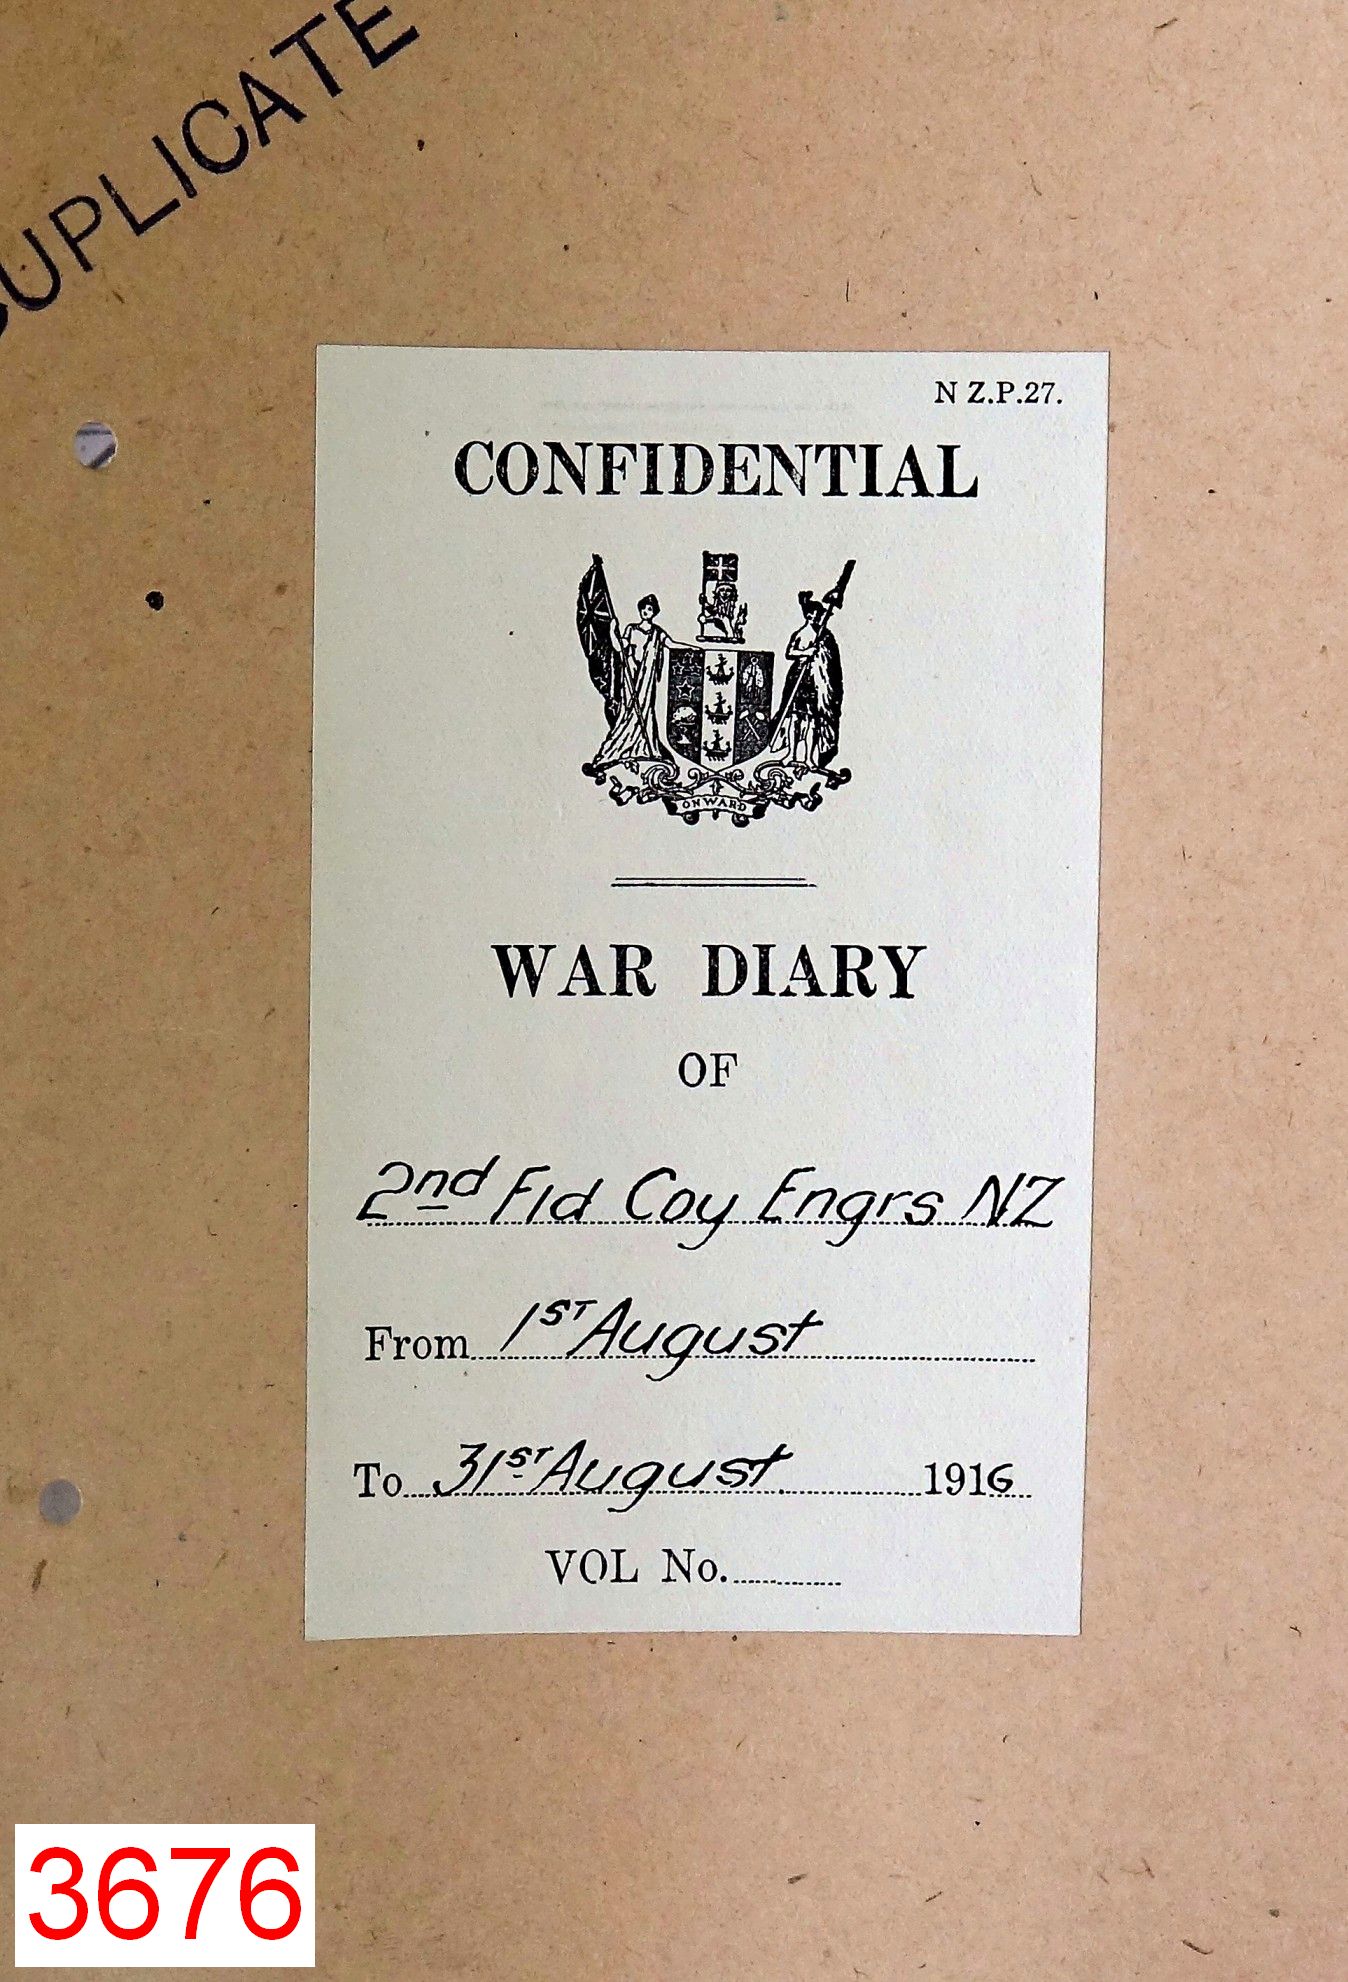 DUPLICATE
N Z.P.27.
CONFIDENTIAL
ONWARD
WAR DIARY
OF
2nd Fld Coy Engrs NZ
From 1ST August
To 31ST August 1916
VOL No.
3676